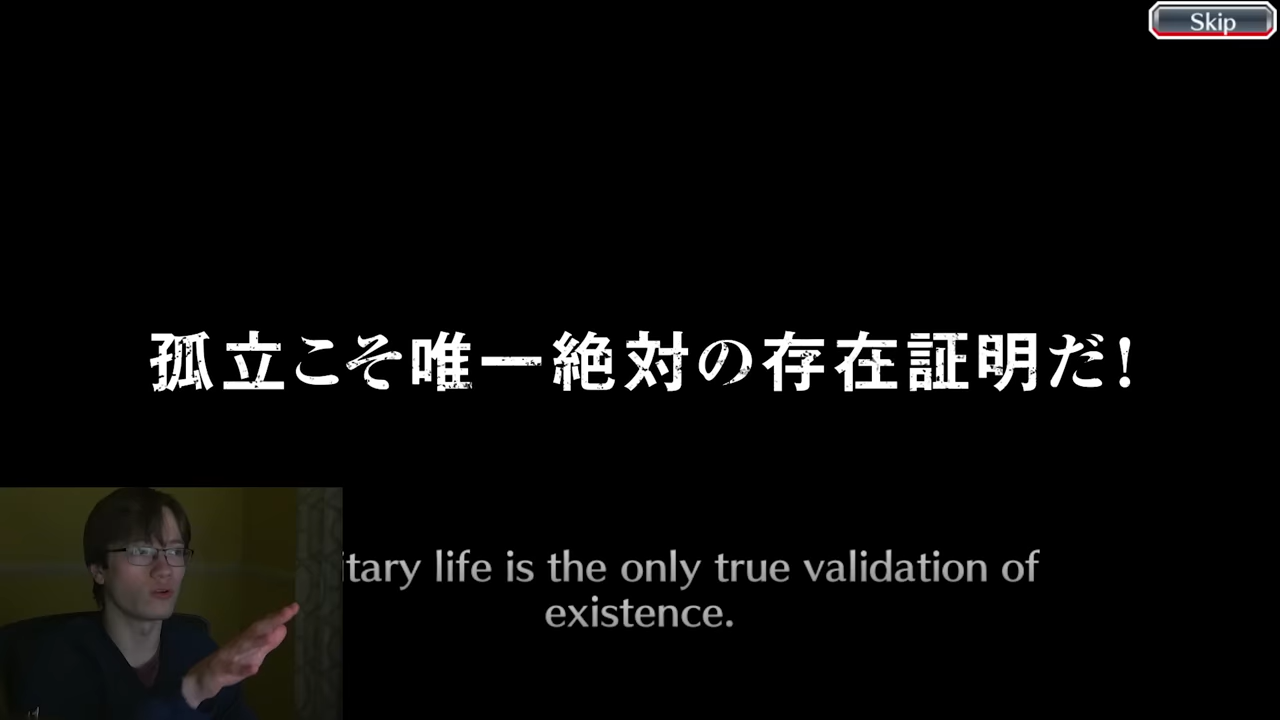 Skip
孤立こそ唯一絶対の存在証明だ!
itary life is the only true validation of
existence.